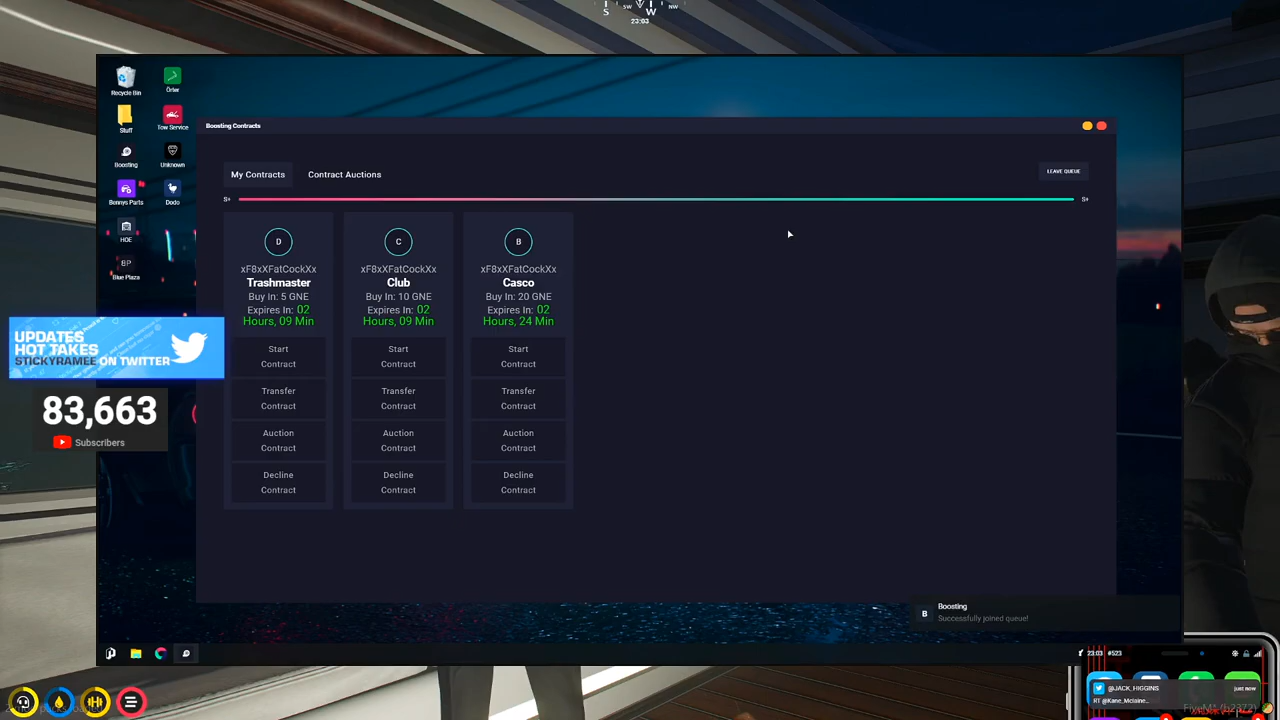 S
SW
W
NW
23:03
Recycle Bin
Örter
Stuff
Tow Service
Boosting
Unknown
Bennys Parts
Dodo
HOE
BP
Blue Plaza
Boosting Contracts
My Contracts
Contract Auctions
LEAVE QUEUE
S+
S+
D
xF8xXFatCockXx
Trashmaster
Buy In: 5 GNE
Expires In: 02
Hours, 09 Min
Start
Contract
Transfer
Contract
Auction
Contract
Decline
Contract
C
xF8xXFatCockXx
Club
Buy In: 10 GNE
Expires In: 02
Hours, 09 Min
Start
Contract
Transfer
Contract
Auction
Contract
Decline
Contract
B
xF8xXFatCockXx
Casco
Buy In: 20 GNE
Expires In: 02
Hours, 24 Min
Start
Contract
Transfer
Contract
Auction
Contract
Decline
Contract
UPDATES
HOT TAKES
STICKYRAMEE ON TWITTER
83,663
Subscribers
B
Boosting
Successfully joined queue!
23:03 #523
@JACK_HIGGINS
just now
RT @Kane_Mclaine...